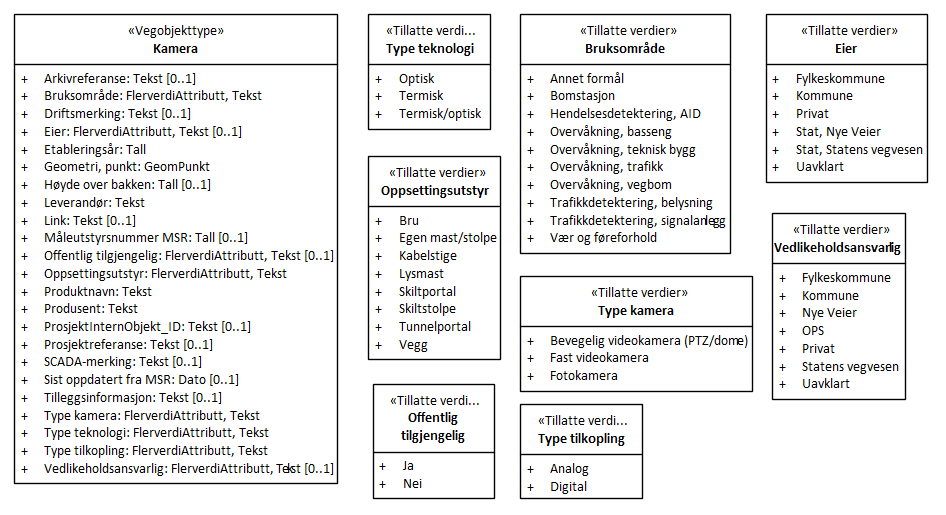 «Vegobjekttype»
Kamera
+ Arkivreferanse: Tekst [0..1]
+ Bruksområde: FlerverdiAttributt, Tekst
+ Driftsmerking: Tekst [0..1]
+ Eier: FlerverdiAttributt, Tekst [0..1]
+ Etableringsår: Tall
+ Geometri, punkt: GeomPunkt
+ Høyde over bakken: Tall [0..1]
+ Leverandør: Tekst
+ Link: Tekst [0..1]
+ Måleutstyrsnummer MSR: Tall [0..1]
+ Offentlig tilgjengelig: FlerverdiAttributt, Tekst [0..1]
+ Oppsettingsutstyr: FlerverdiAttributt, Tekst
+ Produktnavn: Tekst
+ Produsent: Tekst
+ ProsjektInternObjekt_ID: Tekst [0..1]
+ Prosjektreferanse: Tekst [0..1]
+ SCADA-merking: Tekst [0..1]
+ Sist oppdatert fra MSR: Dato [0..1]
+ Tilleggsinformasjon: Tekst [0..1]
+ Type kamera: FlerverdiAttributt, Tekst
+ Type teknologi: FlerverdiAttributt, Tekst
+ Type tilkopling: FlerverdiAttributt, Tekst
+ Vedlikeholdsansvarlig: FlerverdiAttributt, Tekst [0..1]
«Tillatte verdi...
Type teknologi
+ Optisk
+ Termisk
+ Termisk/optisk
«Tillatte verdier»
Oppsettingsutstyr
+ Bru
+ Egen mast/stolpe
+ Kabelstige
+ Lysmast
+ Skiltportal
+ Skiltstolpe
+ Tunnelportal
+ Vegg
«Tillatte verdi...
Offentlig
tilgjengelig
+ Ja
+ Nei
«Tillatte verdier»
Bruksområde
+ Annet formål
+ Bomstasjon
+ Hendelsesdetektering, AID
+ Overvåkning, basseng
+ Overvåkning, teknisk bygg
+ Overvåkning, trafikk
+ Overvåkning, vegbom
+ Trafikkdetektering, belysning
+ Trafikkdetektering, signalanlegg
+ Vær og føreforhold
«Tillatte verdier»
Type kamera
+ Bevegelig videokamera (PTZ/dome)
+ Fast videokamera
+ Fotokamera
«Tillatte verdi...
Type tilkopling
+ Analog
+ Digital
«Tillatte verdier»
Eier
+ Fylkeskommune
+ Kommune
+ Privat
+ Stat, Nye Veier
+ Stat, Statens vegvesen
+ Uavklart
«Tillatte verdier»
Vedlikeholdsansvarlig
+ Fylkeskommune
+ Kommune
+ Nye Veier
+ OPS
+ Privat
+ Statens vegvesen
+ Uavklart